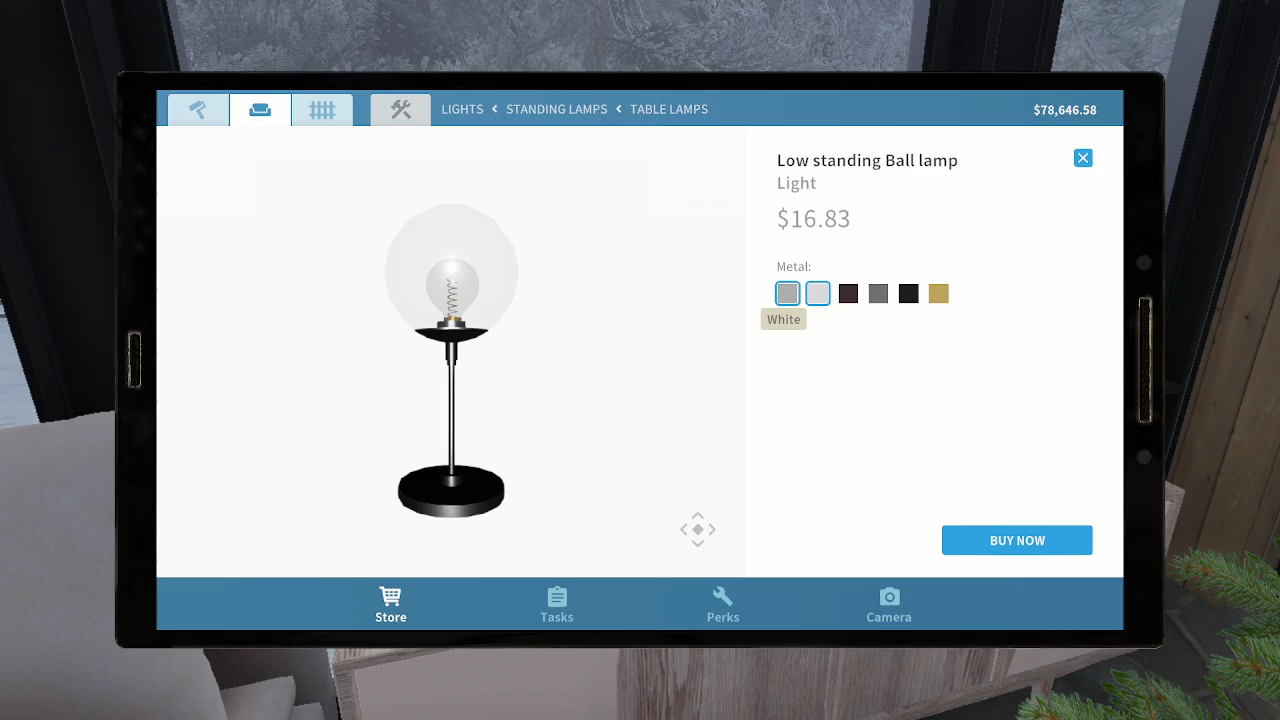 LIGHTS < STANDING LAMPS < TABLE LAMPS
$78,646.58
Low standing Ball lamp
Light
$16.83
Metal:
White
BUY NOW
Store
Tasks
Perks
Camera